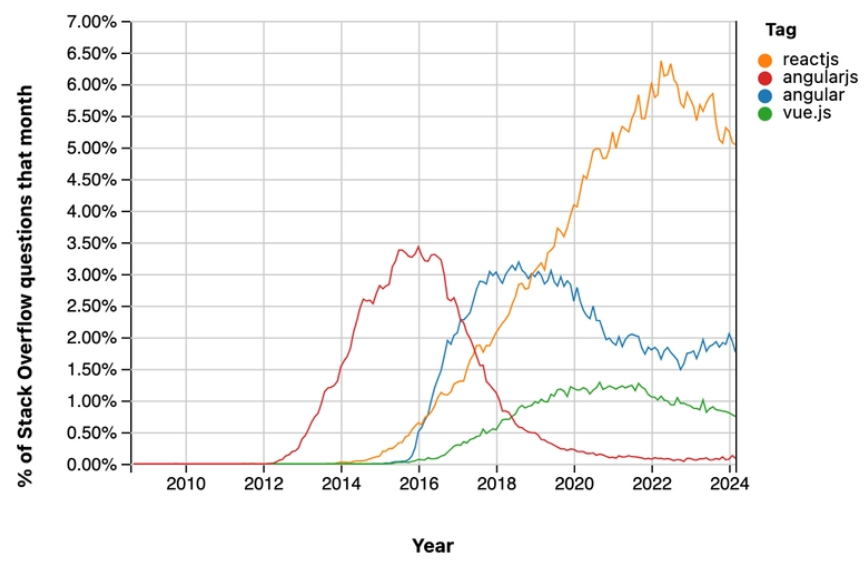 % of Stack Overflow questions that month
7.00%
6.50%
6.00%
5.50%
5.00%
4.50%
4.00%
3.50%
3.00%
2.50%
2.00%
1.50%
1.00%
0.50%
0.00%
2010 2012 2014 2016 2018 2020 2022 2024
Year
Tag
reactjs
angularjs
angular
vue.js